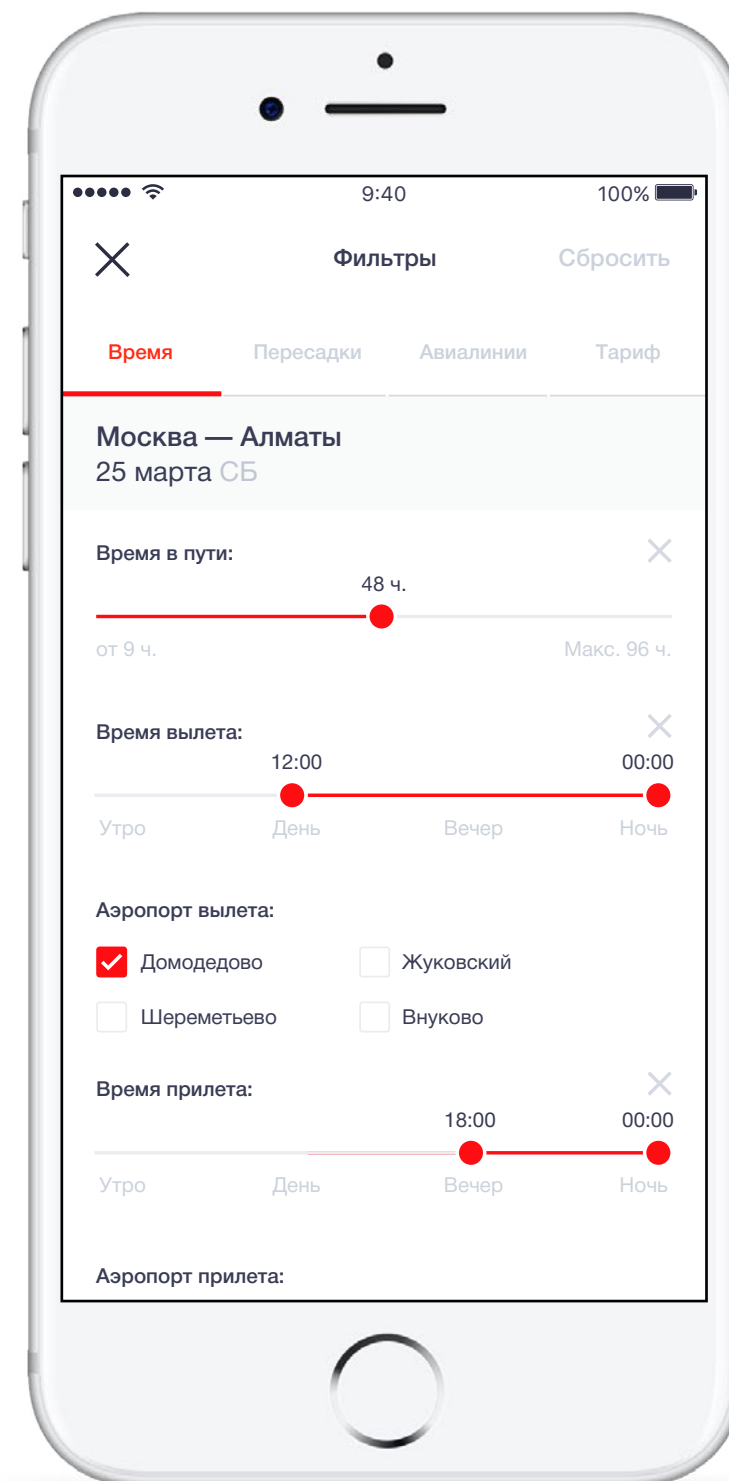 9:40 100%
Фильтры Сбросить
Время Пересадки Авиалинии Тариф
Москва — Алматы
25 марта СБ
Время в пути:
48 ч.
от 9 ч. Макс. 96 ч.
Время вылета:
12:00 00:00
Утро День Вечер Ночь
Аэропорт вылета:
Домодедово Жуковский
Шереметьево Внуково
Время прилета:
18:00 00:00
Утро День Вечер Ночь
Аэропорт прилета: